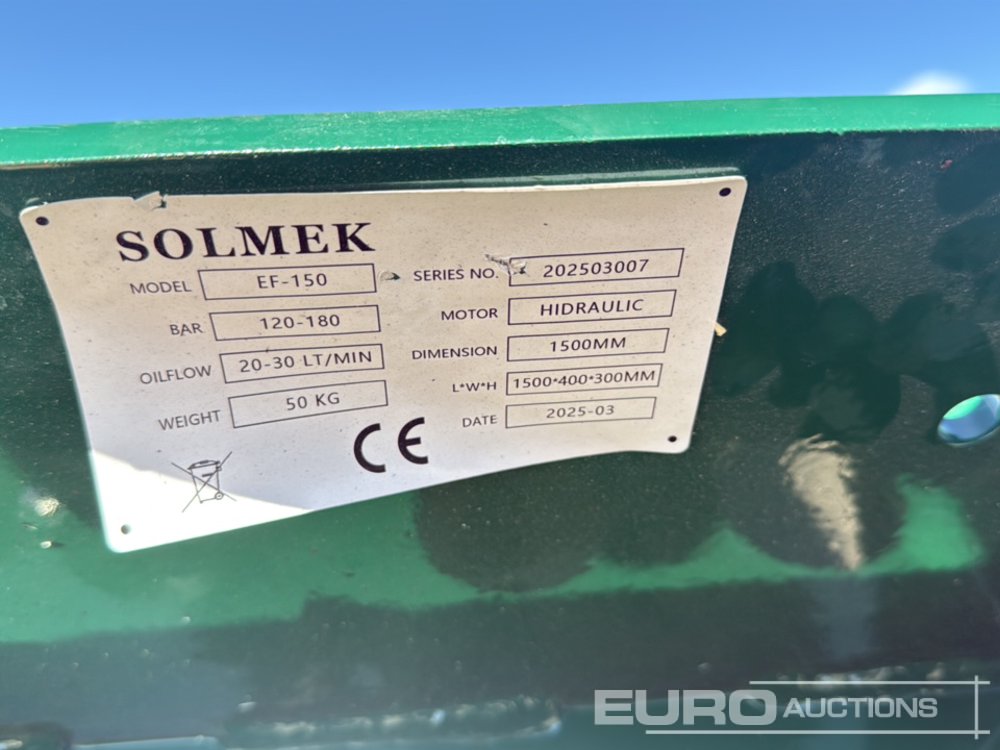 SOLMEK
MODEL EF-150
BAR 120-180
OILFLOW 20-30 LT/MIN
WEIGHT 50 KG
SERIES NO. 202503007
MOTOR HIDRAULIC
DIMENSION 1500MM
L*W*H 1500*400*300MM
DATE 2025-03
CE
EURO AUCTIONS